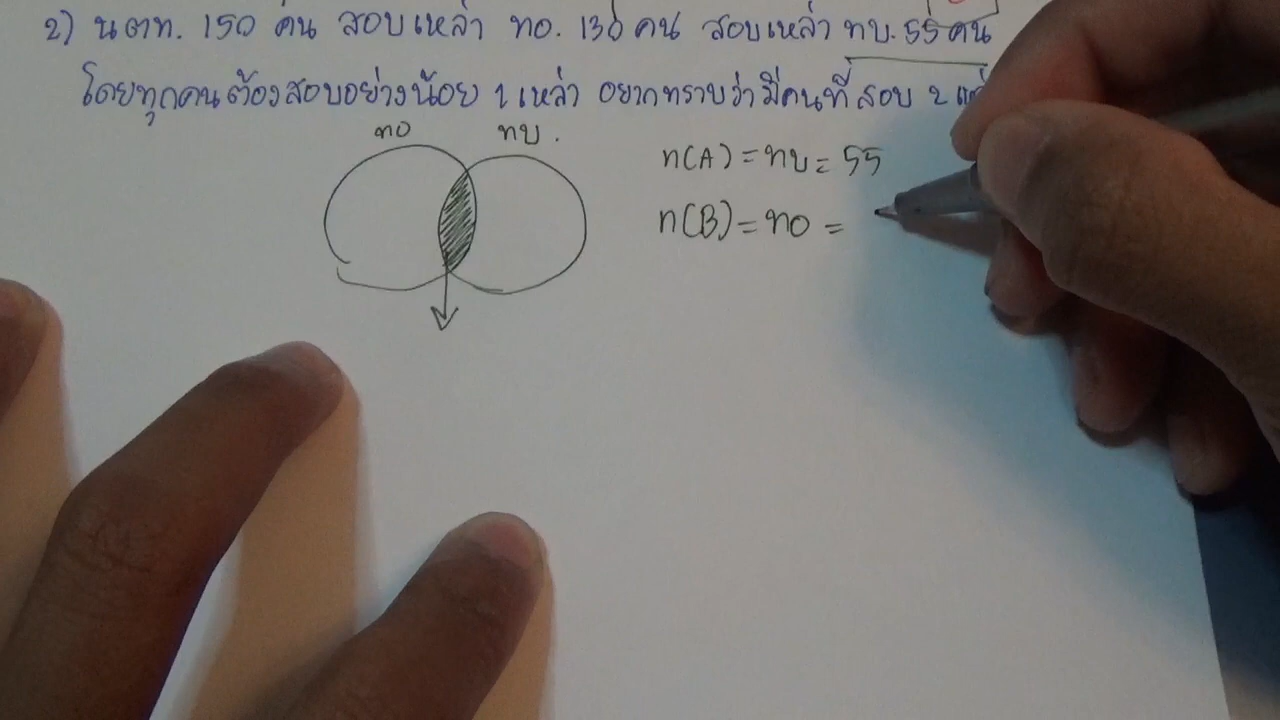 2) นตท. 150 คน สอบเหล่า ทอ. 130 คน สอบเหล่า ทบ. 55 คน
โดยทุกคนต้องสอบอย่างน้อย 1 เหล่า อยากทราบว่ามีคนที่สอบ 2
ทอ ทบ.
n(A) = ทบ = 55
n(B) = ทอ =